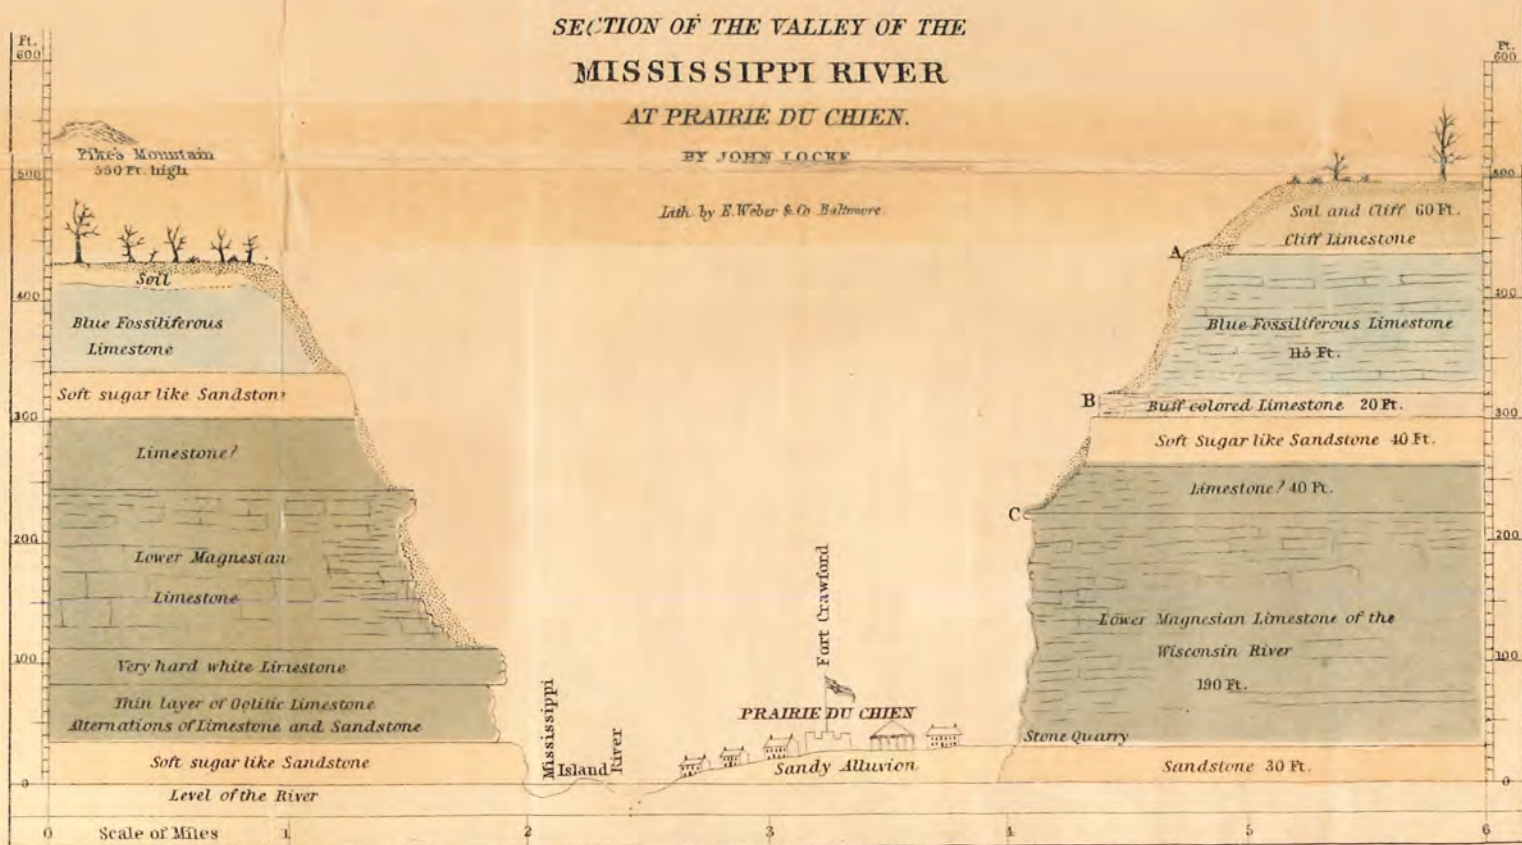 SECTION OF THE VALLEY OF THE
MISSISSIPPI RIVER
AT PRAIRIE DU CHIEN.
BY JOHN LOCKE
Lith. by E. Weber & Co. Baltimore.
Ft.
600
500
400
300
200
100
0
Pike's Mountain
550 Ft. high
Soil
Blue Fossiliferous
Limestone
Soft sugar like Sandstone
Limestone?
Lower Magnesian
Limestone
Very hard white Limestone
Thin layer of Oolitic Limestone
Alternations of Limestone and Sandstone
Soft sugar like Sandstone
Level of the River
Mississippi
Island
River
Fort Crawford
PRAIRIE DU CHIEN
Sandy Alluvion
Soil and Cliff 60 Ft.
Cliff Limestone
A
Blue Fossiliferous Limestone
115 Ft.
B
Buff colored Limestone 20 Ft.
Soft Sugar like Sandstone 40 Ft.
Limestone? 40 Ft.
C
Lower Magnesian Limestone of the
Wisconsin River
190 Ft.
Stone Quarry
Sandstone 30 Ft.
Ft.
600
500
400
300
200
100
0
0 Scale of Miles 1 2 3 4 5 6